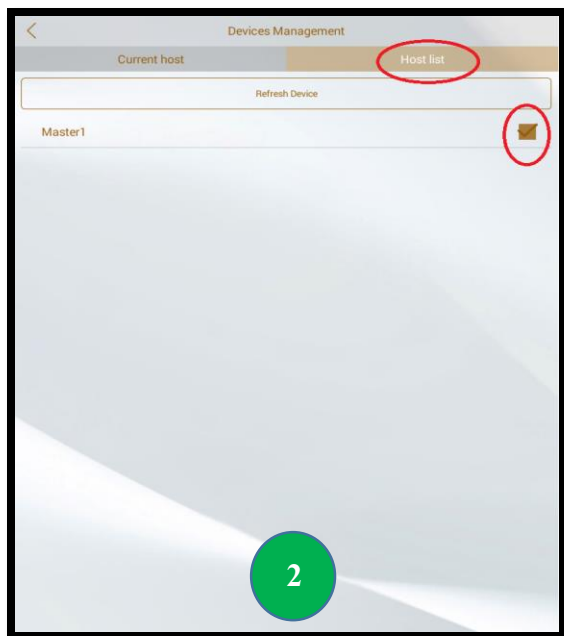 Devices Management
Current host Host list
Refresh Device
Master1
2